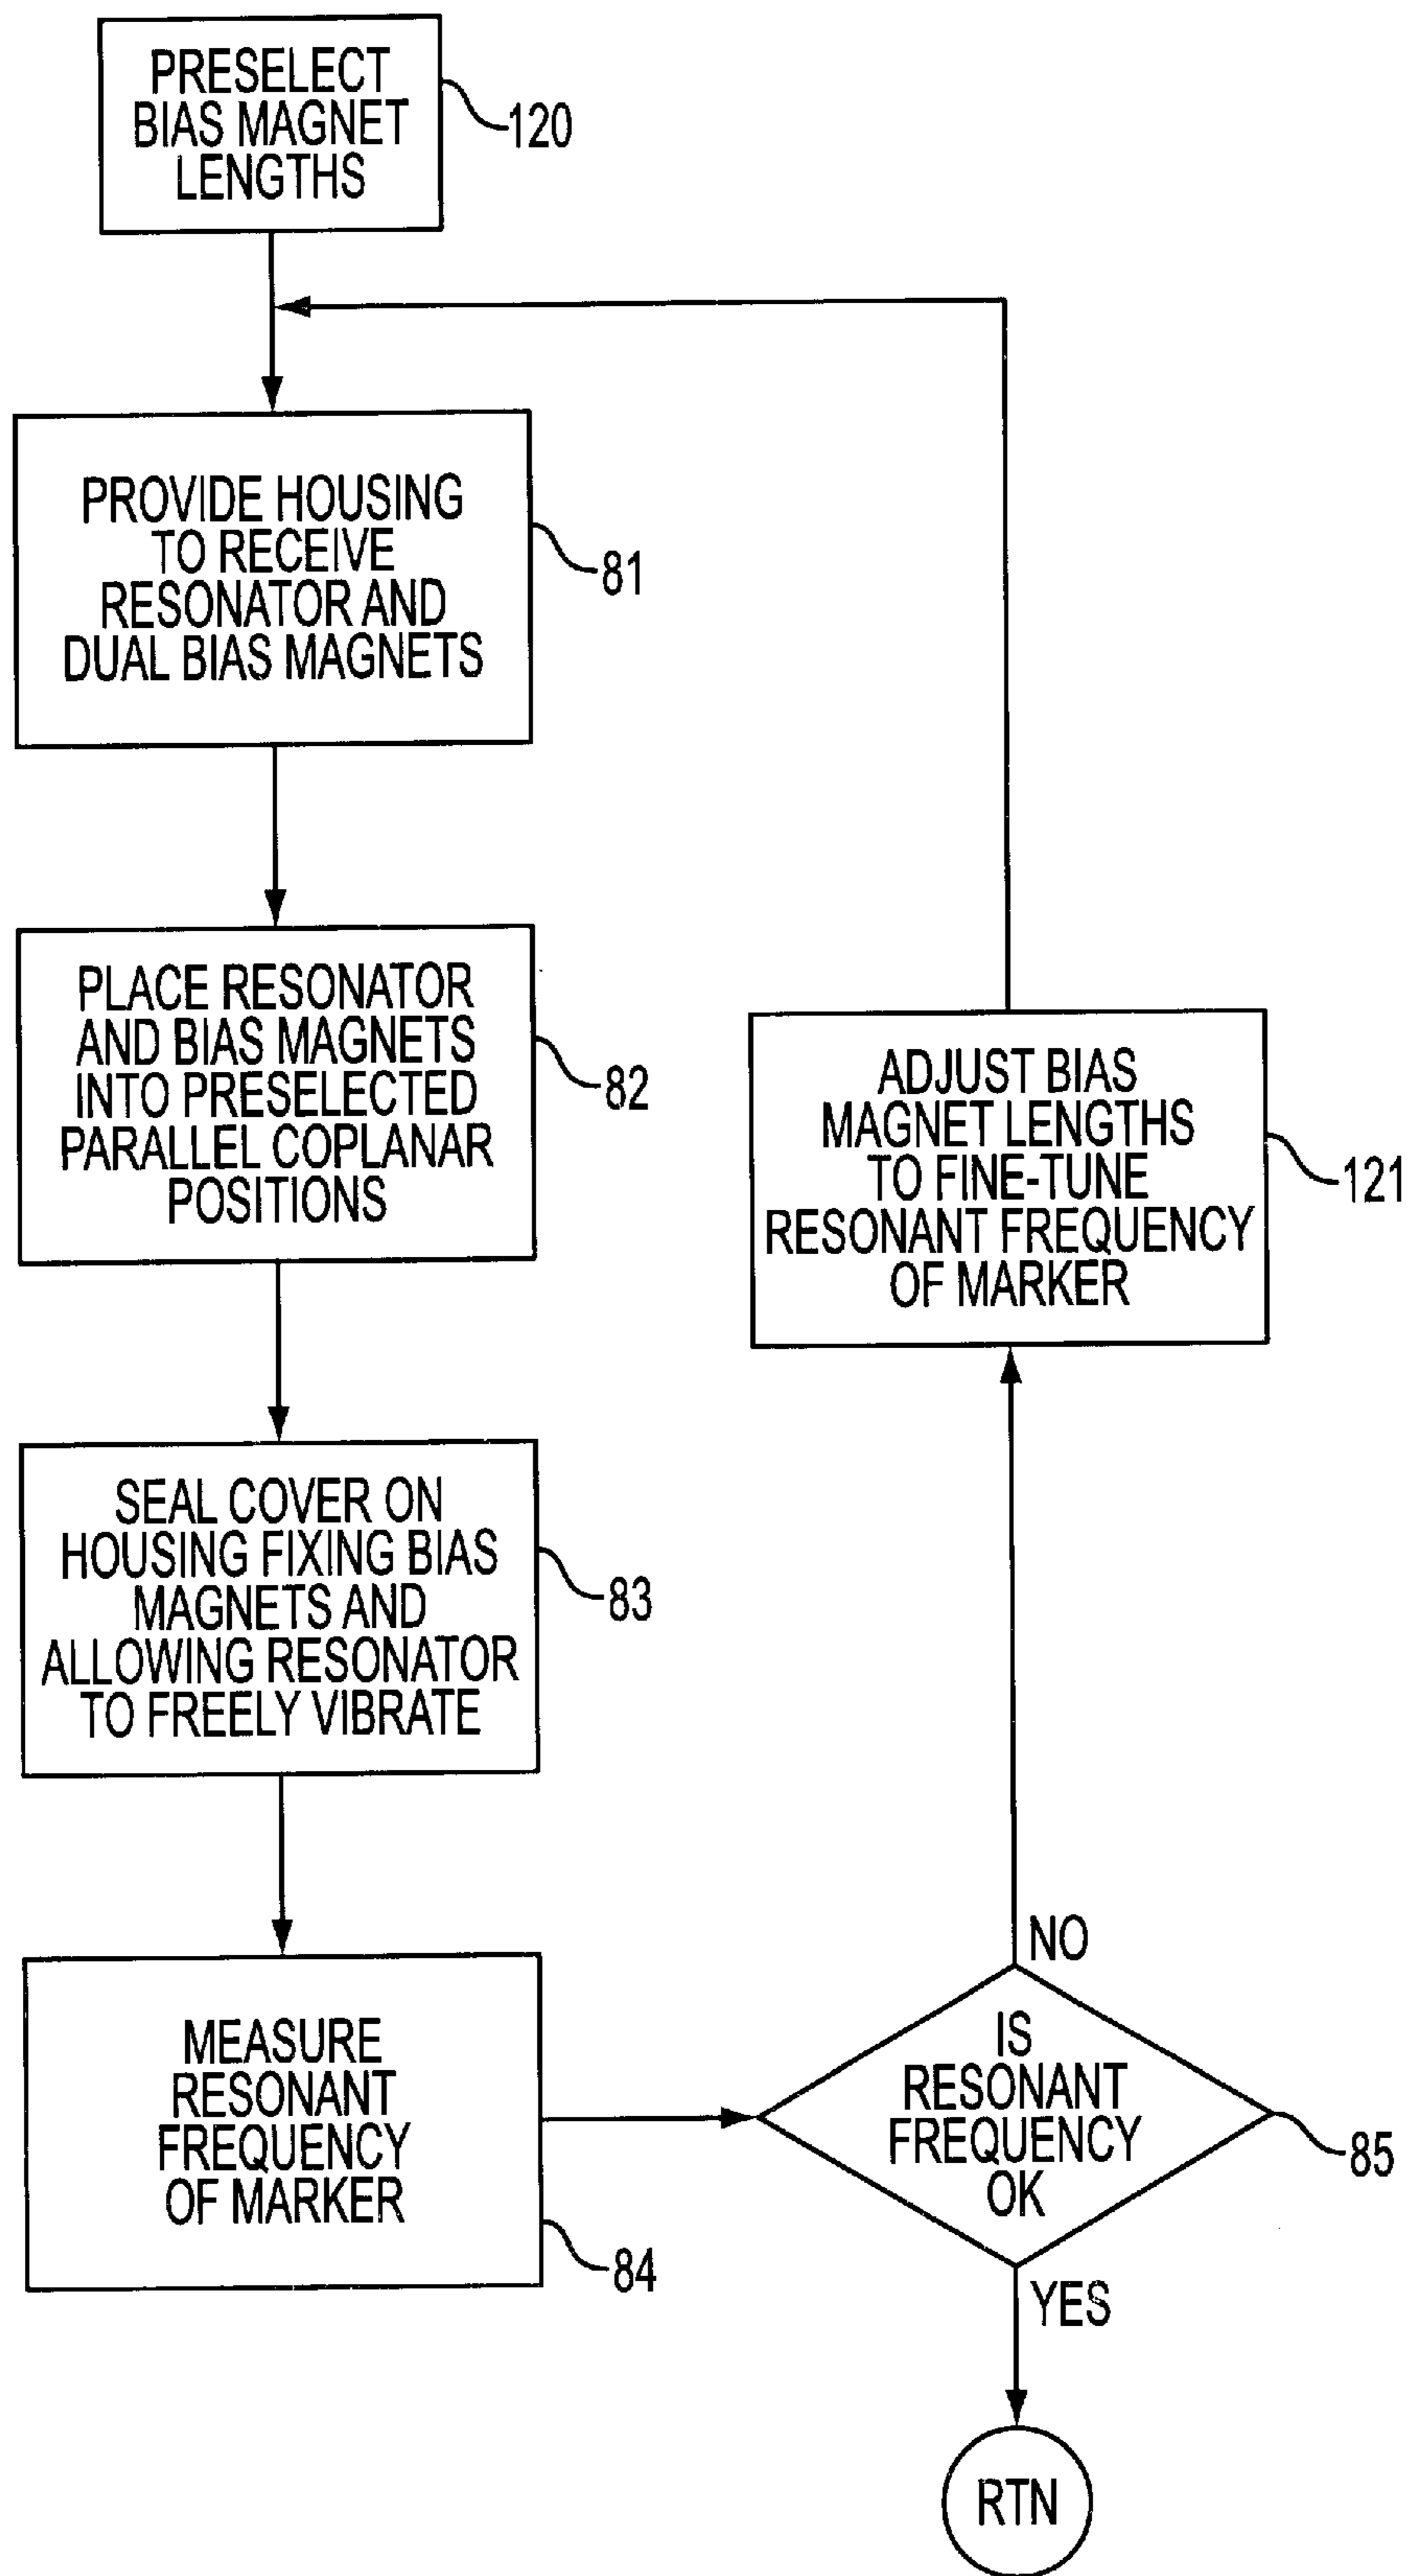 PRESELECT
BIAS MAGNET
LENGTHS
120
PROVIDE HOUSING
TO RECEIVE
RESONATOR AND
DUAL BIAS MAGNETS
81
PLACE RESONATOR
AND BIAS MAGNETS
INTO PRESELECTED
PARALLEL COPLANAR
POSITIONS
82
SEAL COVER ON
HOUSING FIXING BIAS
MAGNETS AND
ALLOWING RESONATOR
TO FREELY VIBRATE
83
MEASURE
RESONANT
FREQUENCY
OF MARKER
84
IS
RESONANT
FREQUENCY
OK
85
NO
ADJUST BIAS
MAGNET LENGTHS
TO FINE-TUNE
RESONANT FREQUENCY
OF MARKER
121
YES
RTN